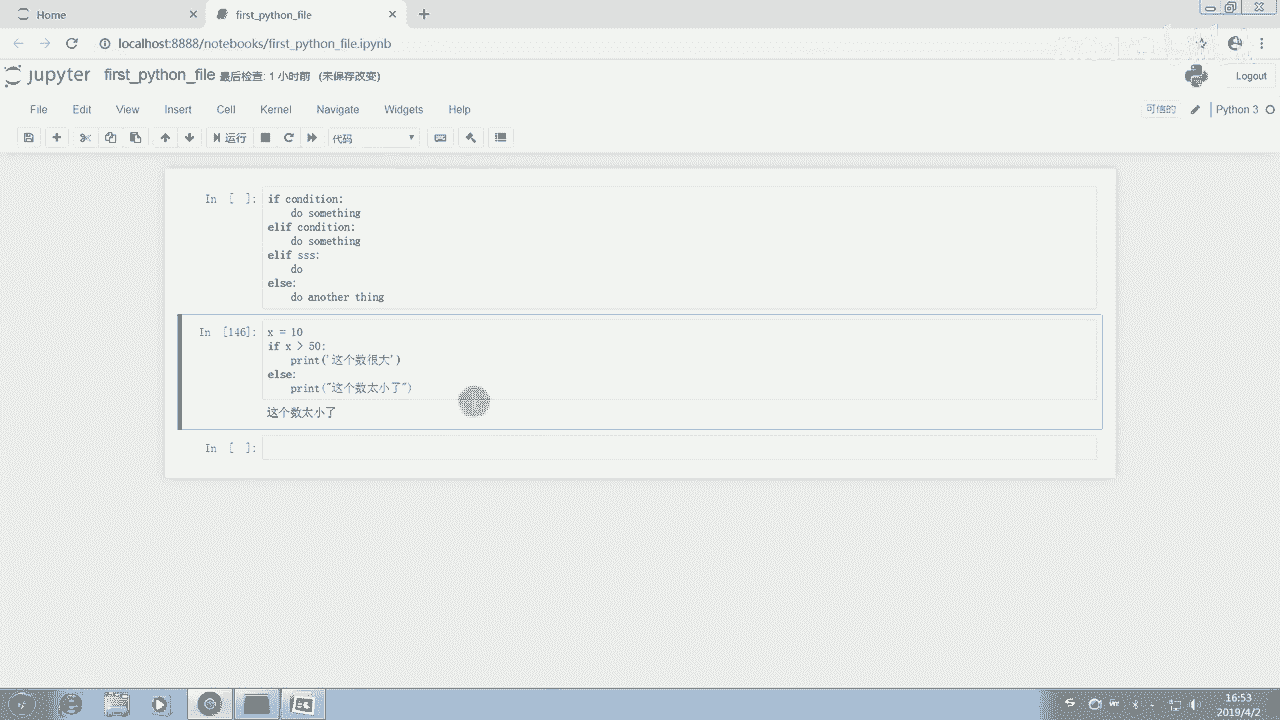 Home
first_python_file
localhost:8888/notebooks/first_python_file.ipynb
jupyter first_python_file 最后检查: 1 小时前 (未保存改变)
Logout
File Edit View Insert Cell Kernel Navigate Widgets Help
可信的 Python 3
运行 代码
In [ ]:
if condition:
    do something
elif condition:
    do something
elif sss:
    do
else:
    do another thing
In [146]:
x = 10
if x > 50:
    print('这个数很大')
else:
    print("这个数太小了")
这个数太小了
In [ ]:
16:53
2019/4/2